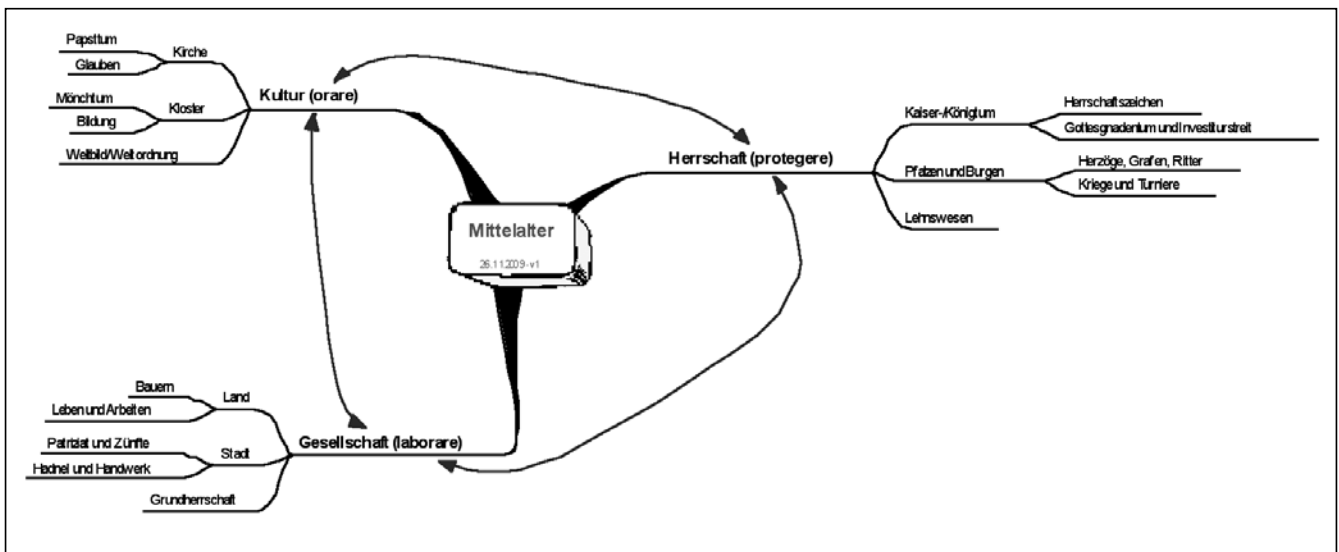 Mittelalter
26.11.2009 - v1
Kultur (orare)
Kirche
Papsttum
Glauben
Kloster
Mönchtum
Bildung
Weltbild/Weltordnung
Herrschaft (protegere)
Kaiser-/Königtum
Herrschaftszeichen
Gottesgnadentum und Investiturstreit
Pfalzen und Burgen
Herzöge, Grafen, Ritter
Kriege und Turniere
Lehnswesen
Gesellschaft (laborare)
Land
Bauern
Leben und Arbeiten
Stadt
Patriziat und Zünfte
Hadnel und Handwerk
Grundherrschaft